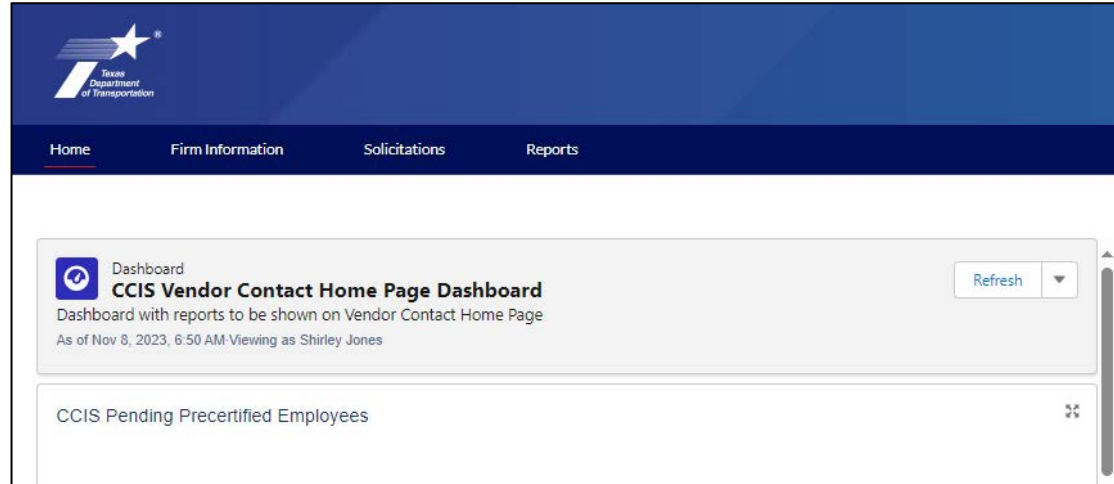 ®
Texas
Department
of Transportation
Home Firm Information Solicitations Reports
Dashboard
CCIS Vendor Contact Home Page Dashboard
Refresh
Dashboard with reports to be shown on Vendor Contact Home Page
As of Nov 8, 2023, 6:50 AM·Viewing as Shirley Jones
CCIS Pending Precertified Employees